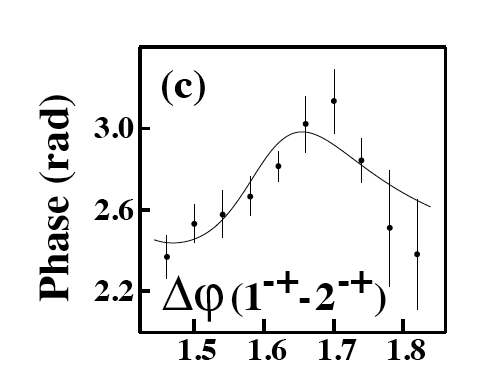 (c)
Phase (rad)
3.0
2.6
2.2
Δφ (1-+-2-+)
1.5 1.6 1.7 1.8